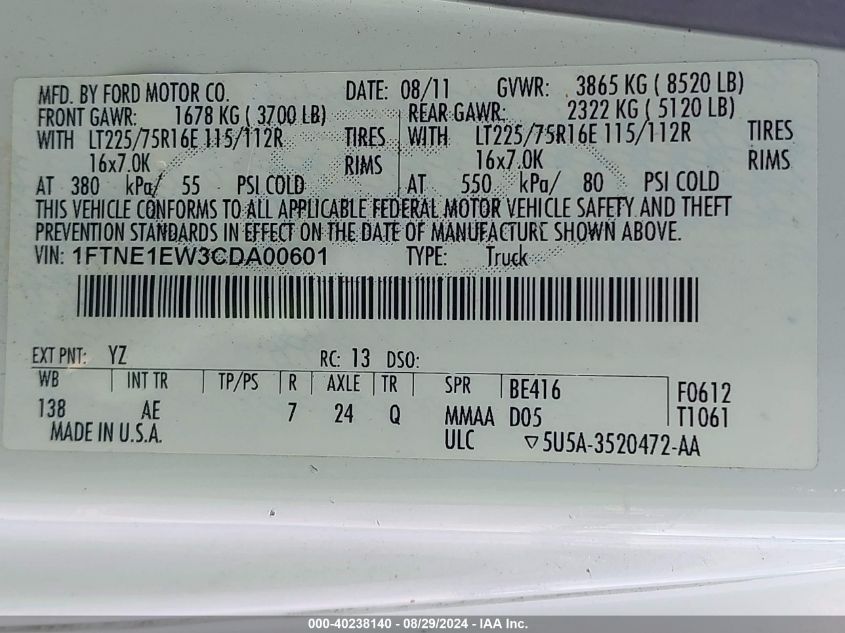 MFD. BY FORD MOTOR CO. DATE: 08/11 GVWR: 3865 KG ( 8520 LB)
FRONT GAWR: 1678 KG ( 3700 LB) REAR GAWR: 2322 KG ( 5120 LB)
WITH LT225/75R16E 115/112R TIRES WITH LT225/75R16E 115/112R TIRES
16x7.0K RIMS 16x7.0K RIMS
AT 380 kPa/ 55 PSI COLD AT 550 kPa/ 80 PSI COLD
THIS VEHICLE CONFORMS TO ALL APPLICABLE FEDERAL MOTOR VEHICLE SAFETY AND THEFT
PREVENTION STANDARDS IN EFFECT ON THE DATE OF MANUFACTURE SHOWN ABOVE.
VIN: 1FTNE1EW3CDA00601 TYPE: Truck
EXT PNT: YZ RC: 13 DSO:
WB INT TR TP/PS R AXLE TR SPR BE416 F0612
138 AE 7 24 Q MMAA D05 T1061
MADE IN U.S.A. ULC ▽5U5A-3520472-AA
000-40238140 - 08/29/2024 - IAA Inc.